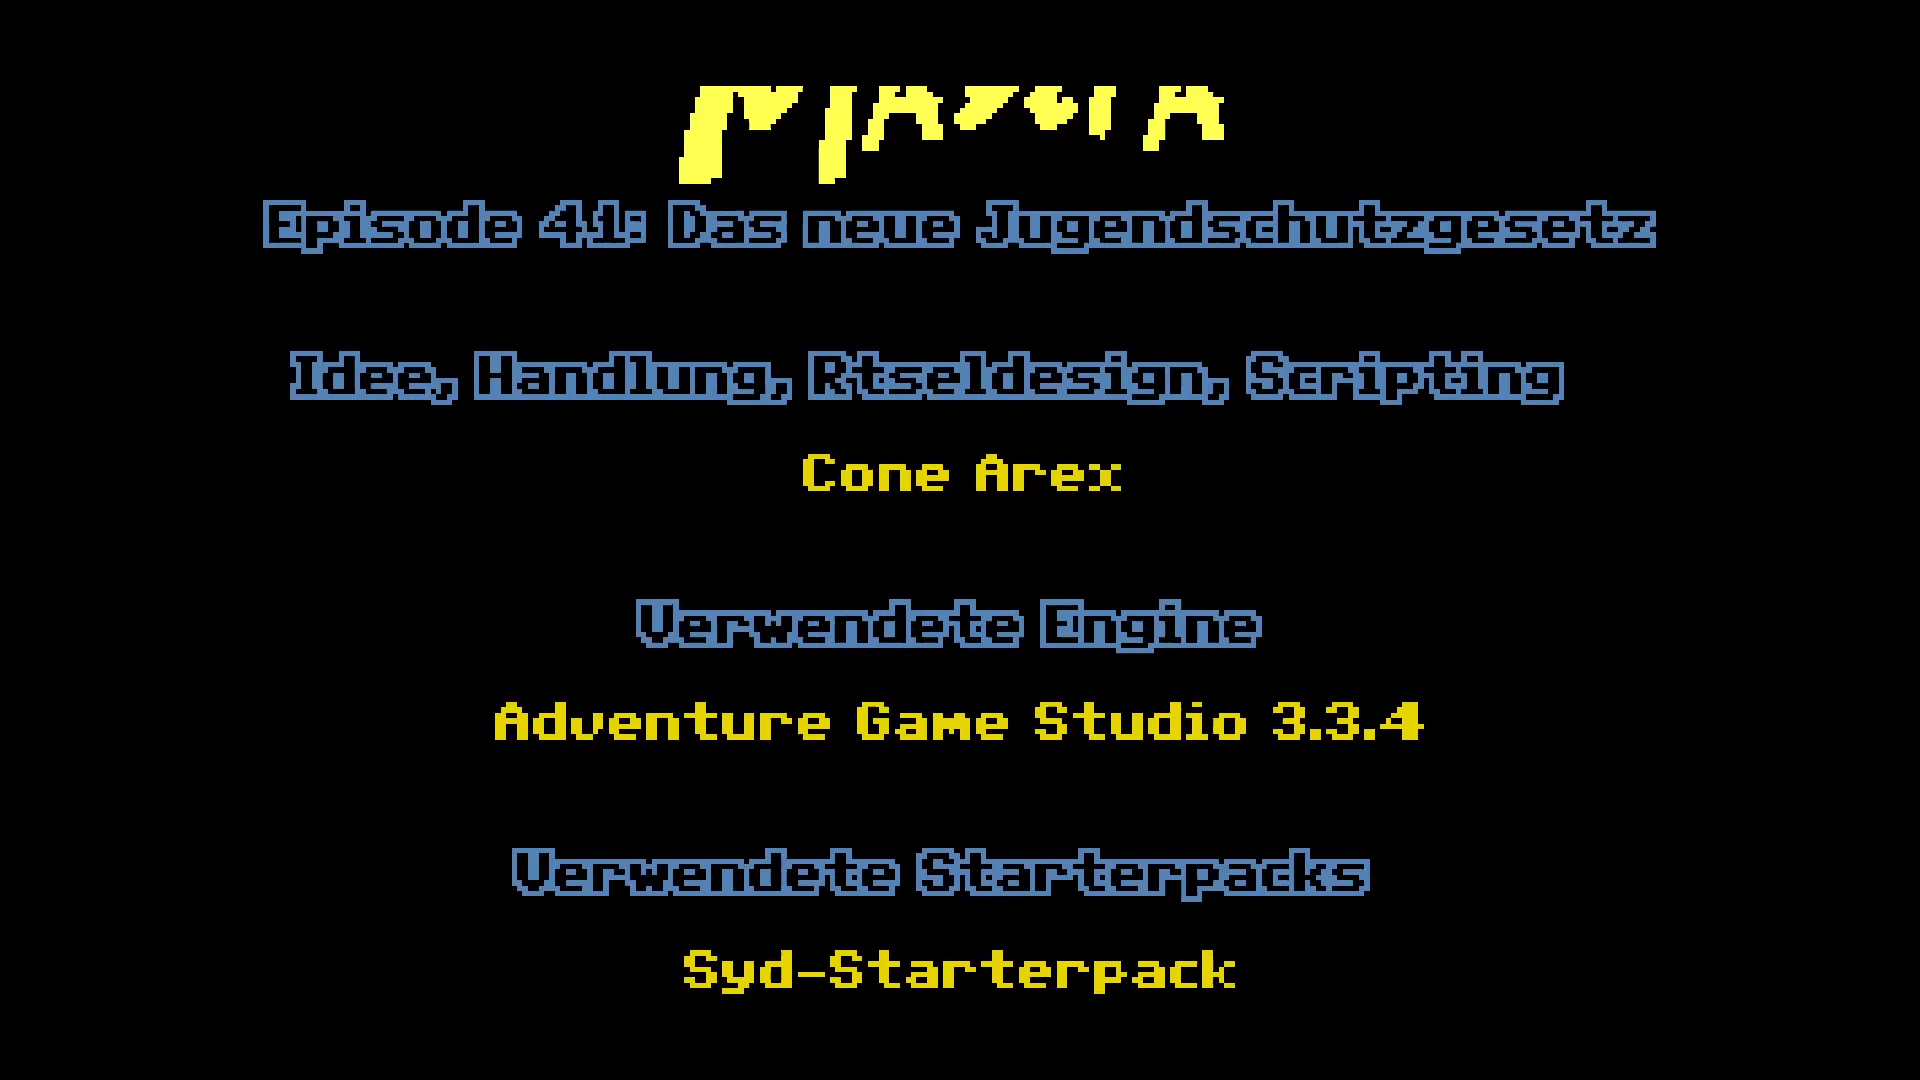 Episode 41: Das neue Jugendschutzgesetz
Idee, Handlung, Rtseldesign, Scripting
Cone Arex
Verwendete Engine
Adventure Game Studio 3.3.4
Verwendete Starterpacks
Syd-Starterpack